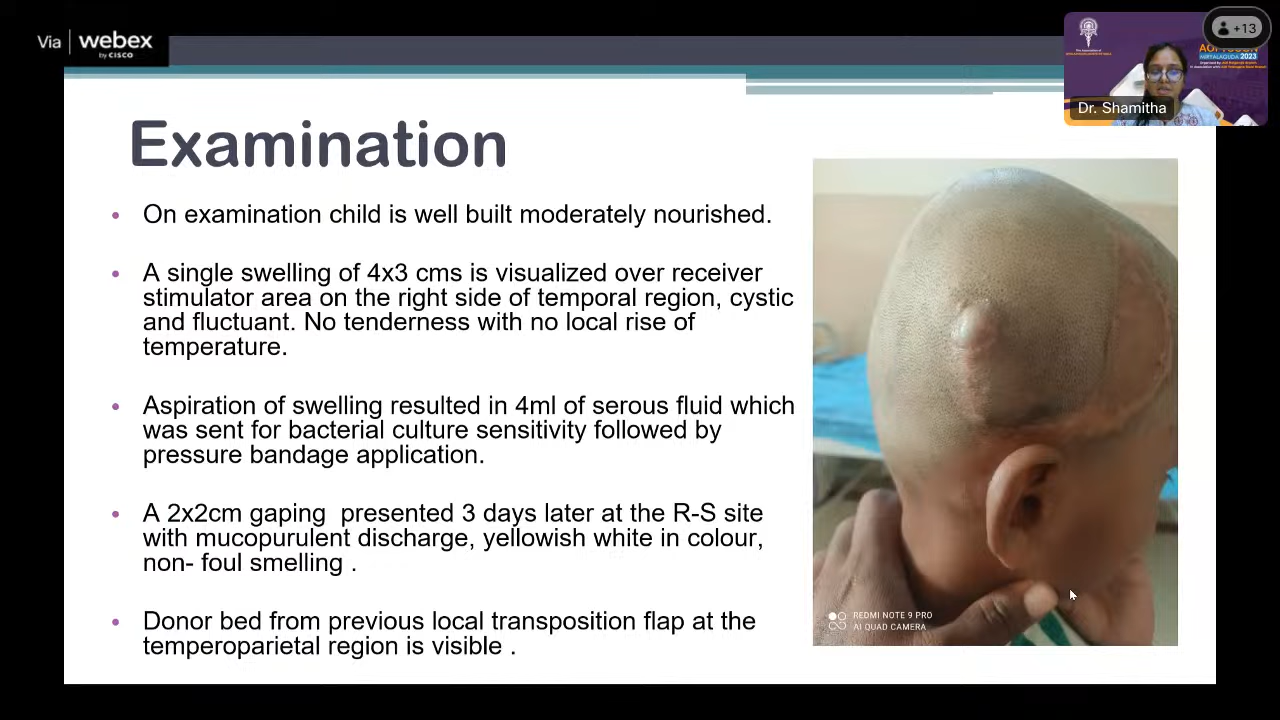 Via webex
by CISCO
+13
2023
Dr. Shamitha
Examination
• On examination child is well built moderately nourished.
• A single swelling of 4x3 cms is visualized over receiver
stimulator area on the right side of temporal region, cystic
and fluctuant. No tenderness with no local rise of
temperature.
• Aspiration of swelling resulted in 4ml of serous fluid which
was sent for bacterial culture sensitivity followed by
pressure bandage application.
• A 2x2cm gaping presented 3 days later at the R-S site
with mucopurulent discharge, yellowish white in colour,
non- foul smelling .
• Donor bed from previous local transposition flap at the
temperoparietal region is visible .
REDMI NOTE 9 PRO
AI QUAD CAMERA